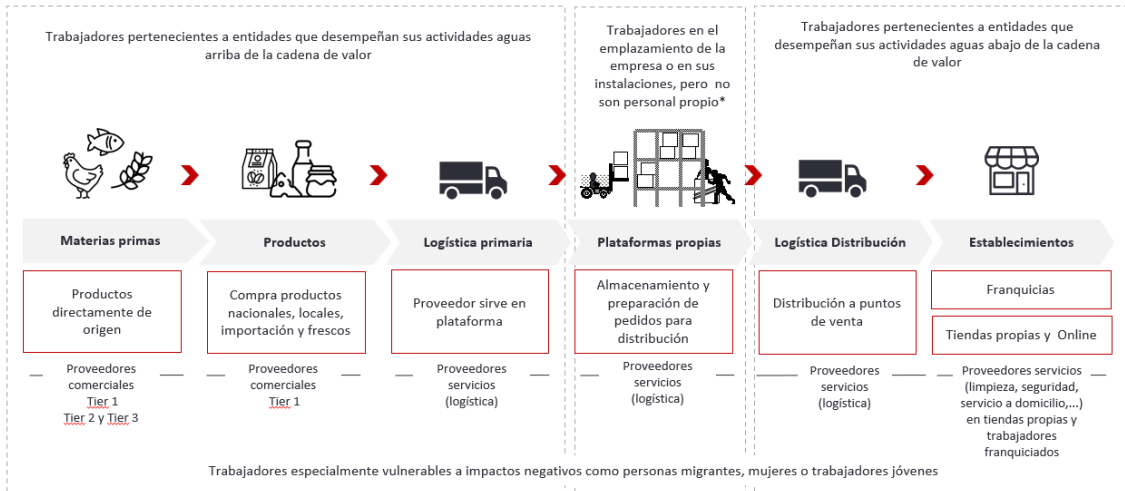 Trabajadores pertenecientes a entidades que desempeñan sus actividades aguas
arriba de la cadena de valor
Trabajadores en el
emplazamiento de la
empresa o en sus
instalaciones, pero no
son personal propio*
Trabajadores pertenecientes a entidades que
desempeñan sus actividades aguas abajo de la cadena
de valor
Materias primas
Productos
Logística primaria
Plataformas propias
Logística Distribución
Establecimientos
Productos
directamente de
origen
Compra productos
nacionales, locales,
importación y frescos
Proveedor sirve en
plataforma
Almacenamiento y
preparación de
pedidos para
distribución
Distribución a puntos
de venta
Franquicias
Tiendas propias y Online
Proveedores
comerciales
Tier 1
Tier 2 y Tier 3
Proveedores
comerciales
Tier 1
Proveedores
servicios
(logística)
Proveedores
servicios
(logística)
Proveedores
servicios
(logística)
Proveedores servicios
(limpieza, seguridad,
servicio a domicilio,...)
en tiendas propias y
trabajadores
franquiciados
Trabajadores especialmente vulnerables a impactos negativos como personas migrantes, mujeres o trabajadores jóvenes